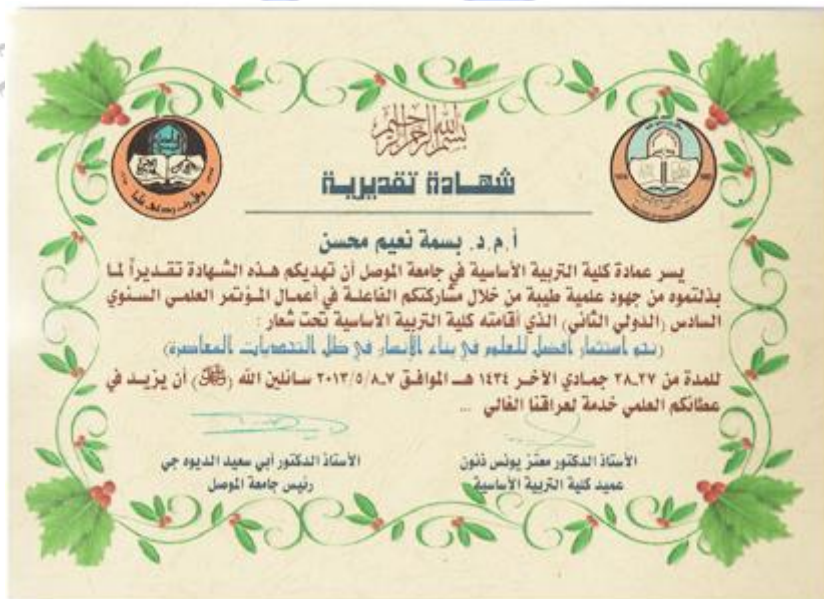 بسم الله الرحمن الرحيم
شهادة تقديرية
أ.م.د. بسمة نعيم محسن
يسر عمادة كلية التربية الأساسية في جامعة الموصل أن تهديكم هذه الشهادة تقديراً لما
بذلتموه من جهود علمية طيبة من خلال مشاركتكم الفاعلة في أعمال المؤتمر العلمي السنوي
السادس (الدولي الثاني) الذي أقامته كلية التربية الأساسية تحت شعار :
(نحو استثمار أفضل للعلوم في بناء الإنسان في ظل التحديات المعاصرة)
للمدة من ٢٧ـ٢٨ جمادي الآخر ١٤٣٤ هـ الموافق ٧ـ٢٠١٣/٥/٨ سائلين الله (ﷻ) أن يزيد في
عطائكم العلمي خدمة لعراقنا الغالي ...
الأستاذ الدكتور معتز يونس ذنون
عميد كلية التربية الأساسية
الأستاذ الدكتور أبي سعيد الديوه جي
رئيس جامعة الموصل